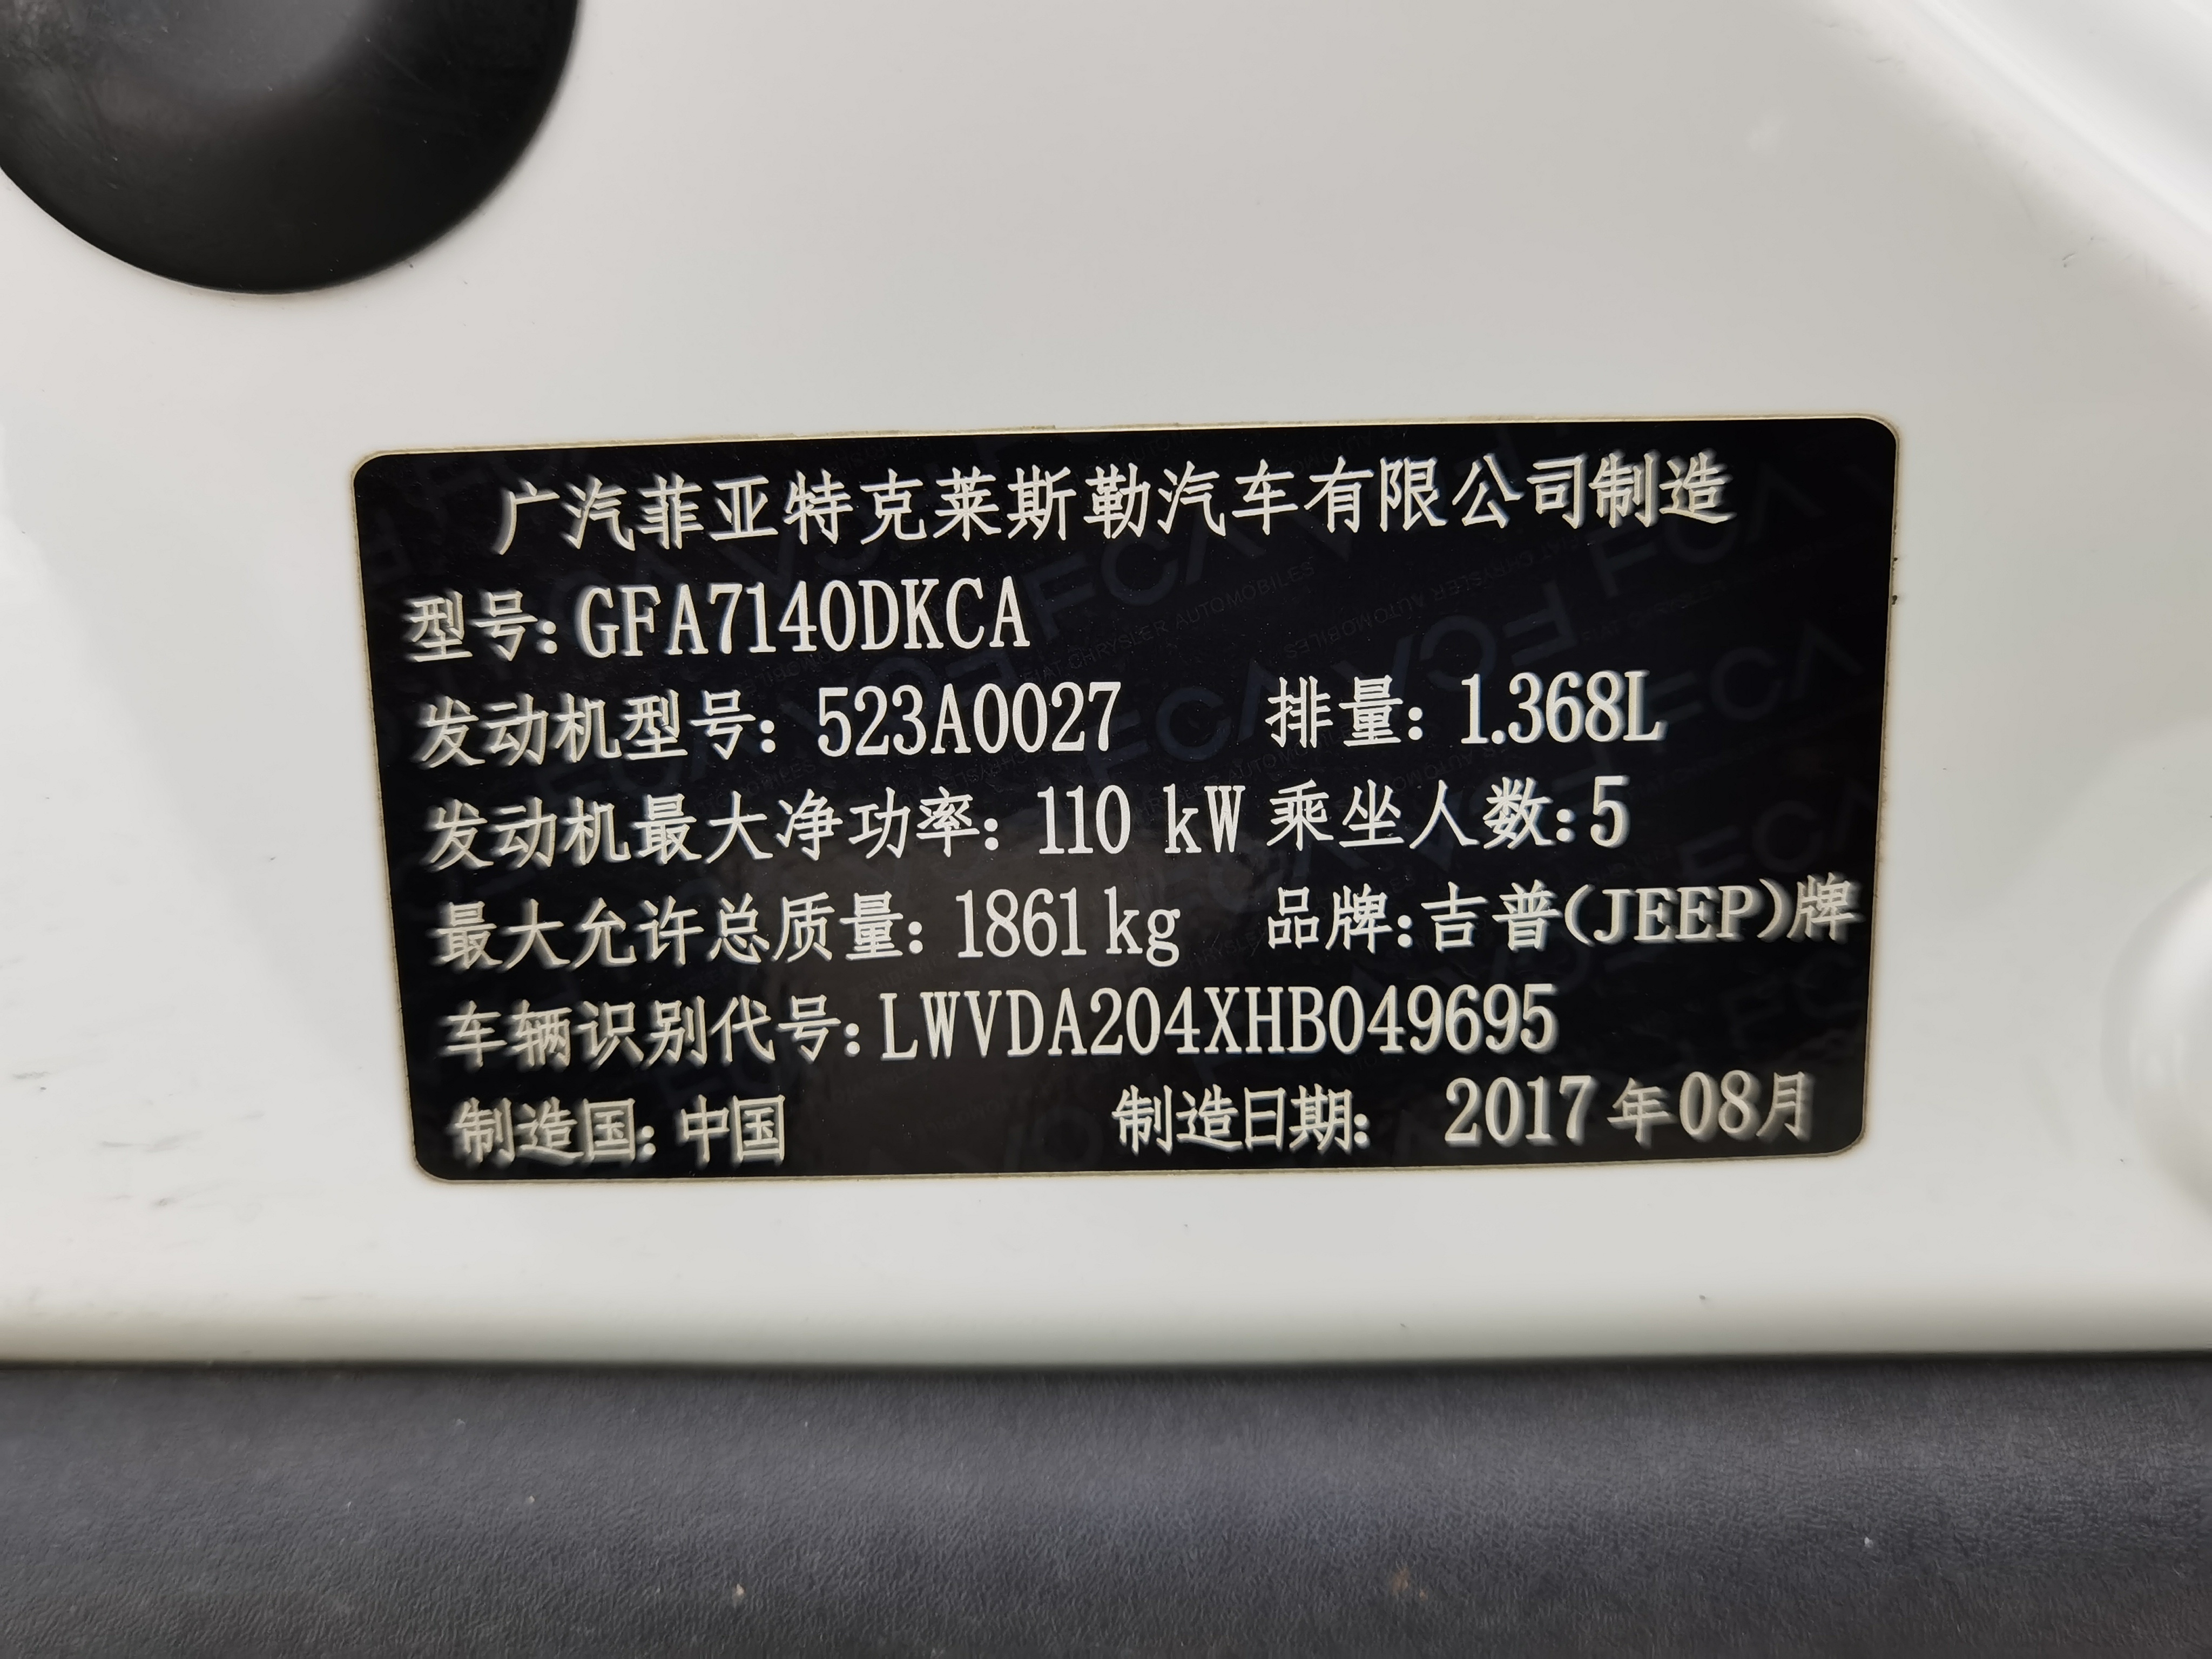 广汽菲亚特克莱斯勒汽车有限公司制造
型号：GFA7140DKCA
发动机型号：523A0027 排量：1.368L
发动机最大净功率：110 kW 乘坐人数：5
最大允许总质量：1861kg 品牌：吉普(JEEP)牌
车辆识别代号：LWVDA204XHB049695
制造国：中国 制造日期： 2017年08月